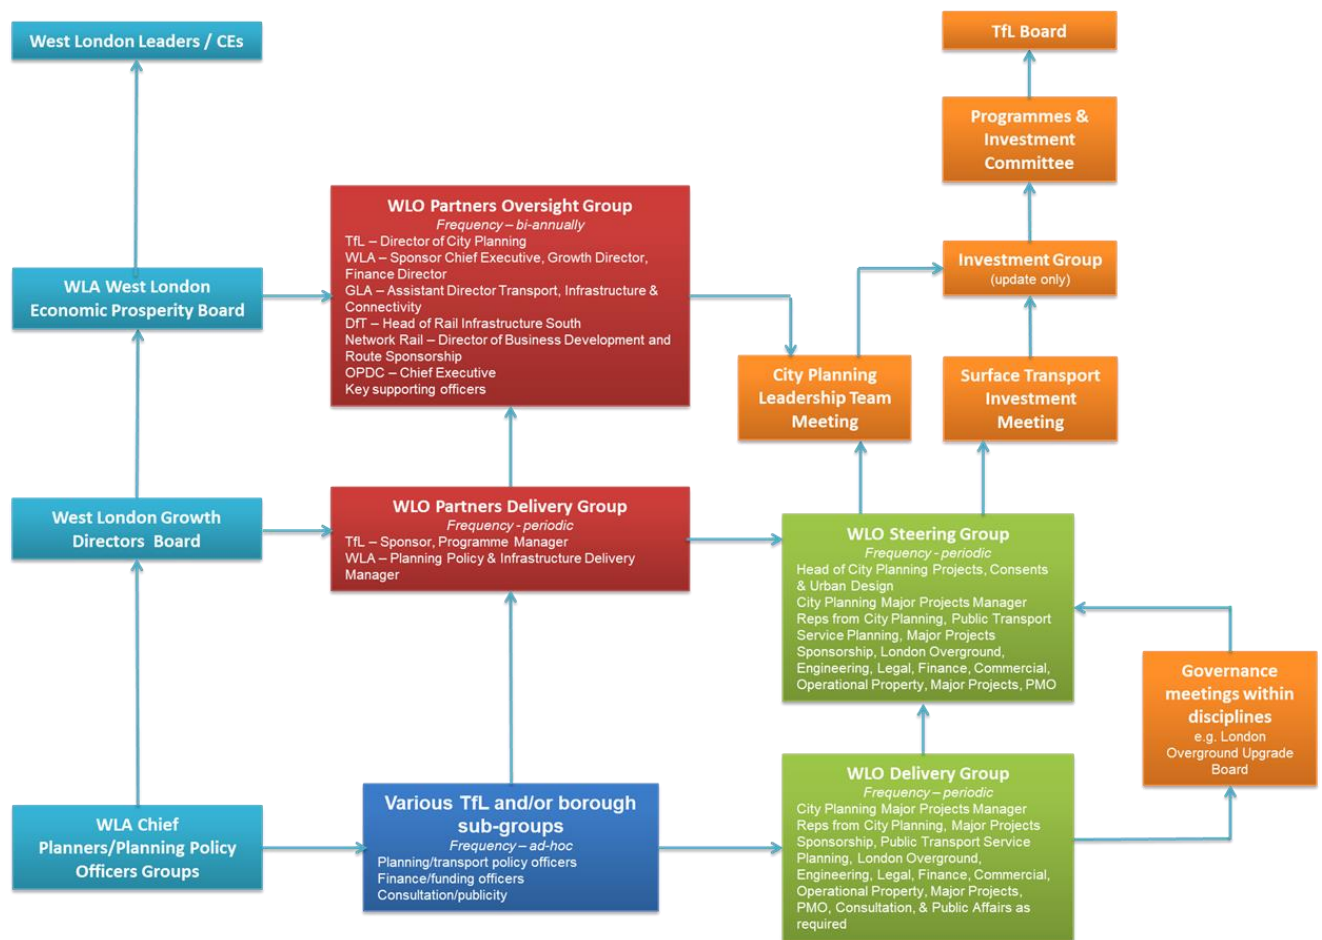 West London Leaders / CEs
TfL Board
Programmes &
Investment
Committee
WLO Partners Oversight Group
Frequency – bi-annually
TfL – Director of City Planning
WLA – Sponsor Chief Executive, Growth Director,
Finance Director
GLA – Assistant Director Transport, Infrastructure &
Connectivity
DfT – Head of Rail Infrastructure South
Network Rail – Director of Business Development and
Route Sponsorship
OPDC – Chief Executive
Key supporting officers
Investment Group
(update only)
WLA West London
Economic Prosperity Board
City Planning
Leadership Team
Meeting
Surface Transport
Investment
Meeting
West London Growth
Directors Board
WLO Partners Delivery Group
Frequency - periodic
TfL – Sponsor, Programme Manager
WLA – Planning Policy & Infrastructure Delivery
Manager
WLO Steering Group
Frequency - periodic
Head of City Planning Projects, Consents
& Urban Design
City Planning Major Projects Manager
Reps from City Planning, Public Transport
Service Planning, Major Projects
Sponsorship, London Overground,
Engineering, Legal, Finance, Commercial,
Operational Property, Major Projects, PMO
Governance
meetings within
disciplines
e.g. London
Overground Upgrade
Board
WLA Chief
Planners/Planning Policy
Officers Groups
Various TfL and/or borough
sub-groups
Frequency – ad-hoc
Planning/transport policy officers
Finance/funding officers
Consultation/publicity
WLO Delivery Group
Frequency – periodic
City Planning Major Projects Manager
Reps from City Planning, Major Projects
Sponsorship, Public Transport Service
Planning, London Overground,
Engineering, Legal, Finance, Commercial,
Operational Property, Major Projects,
PMO, Consultation, & Public Affairs as
required